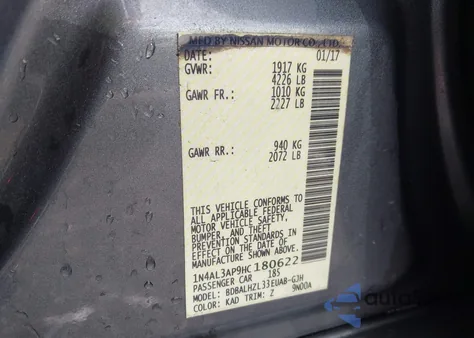 MFD BY NISSAN MOTOR CO., LTD.
DATE: 01/17
GVWR: 1917 KG
4226 LB
GAWR FR.: 1010 KG
2227 LB
GAWR RR.: 940 KG
2072 LB
THIS VEHICLE CONFORMS TO
ALL APPLICABLE FEDERAL
MOTOR VEHICLE SAFETY,
BUMPER, AND THEFT
PREVENTION STANDARDS IN
EFFECT ON THE DATE OF
MANUFACTURE SHOWN ABOVE.
1N4AL3AP9HC180622
PASSENGER CAR 185
MODEL: BDBALHZL33EUAB-GJH
COLOR: KAD TRIM: Z 9N00A